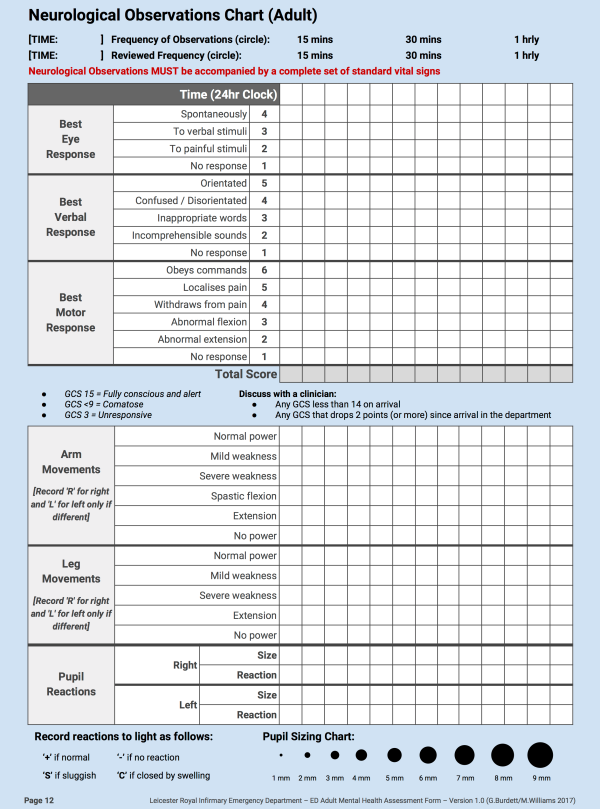 Neurological Observations Chart (Adult)
[TIME: ] Frequency of Observations (circle): 15 mins 30 mins 1 hrly
[TIME: ] Reviewed Frequency (circle): 15 mins 30 mins 1 hrly
Neurological Observations MUST be accompanied by a complete set of standard vital signs
Time (24hr Clock)
Best
Eye
Response
Spontaneously 4
To verbal stimuli 3
To painful stimuli 2
No response 1
Best
Verbal
Response
Orientated 5
Confused / Disorientated 4
Inappropriate words 3
Incomprehensible sounds 2
No response 1
Best
Motor
Response
Obeys commands 6
Localises pain 5
Withdraws from pain 4
Abnormal flexion 3
Abnormal extension 2
No response 1
Total Score
● GCS 15 = Fully conscious and alert
● GCS <9 = Comatose
● GCS 3 = Unresponsive
Discuss with a clinician:
● Any GCS less than 14 on arrival
● Any GCS that drops 2 points (or more) since arrival in the department
Arm
Movements
[Record 'R' for right
and 'L' for left only if
different]
Normal power
Mild weakness
Severe weakness
Spastic flexion
Extension
No power
Leg
Movements
[Record 'R' for right
and 'L' for left only if
different]
Normal power
Mild weakness
Severe weakness
Extension
No power
Pupil
Reactions
Right
Size
Reaction
Left
Size
Reaction
Record reactions to light as follows:
'+' if normal '-' if no reaction
'S' if sluggish 'C' if closed by swelling
Pupil Sizing Chart:
1 mm 2 mm 3 mm 4 mm 5 mm 6 mm 7 mm 8 mm 9 mm
Page 12
Leicester Royal Infirmary Emergency Department – ED Adult Mental Health Assessment Form – Version 1.0 (G.Burdett/M.Williams 2017)